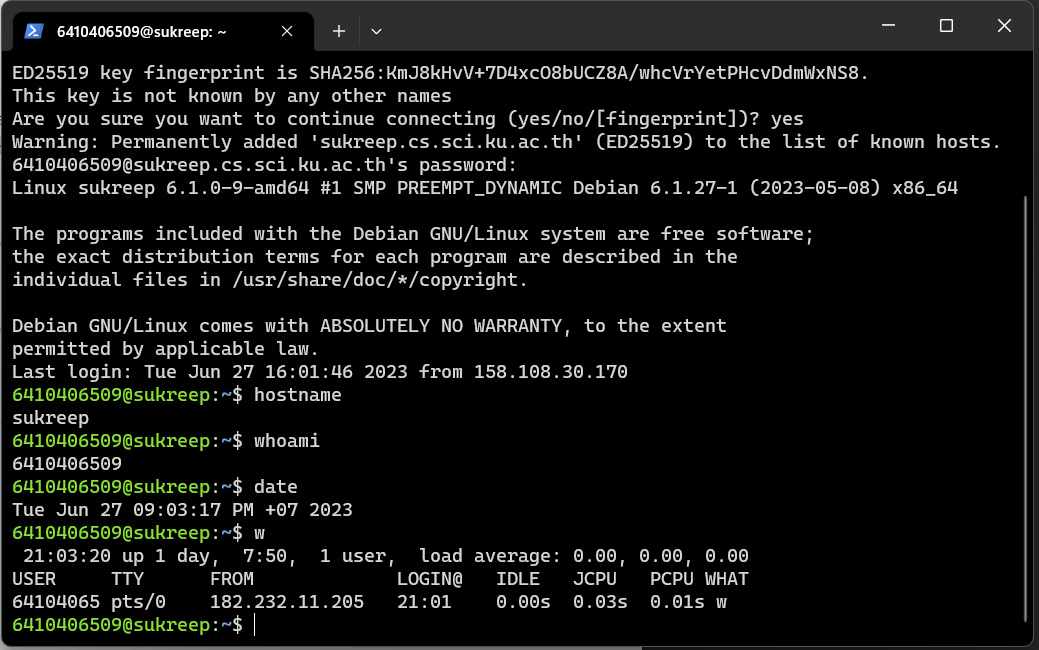 6410406509@sukreep: ~
ED25519 key fingerprint is SHA256:KmJ8kHvV+7D4xcO8bUCZ8A/whcVrYetPHcvDdmWxNS8.
This key is not known by any other names
Are you sure you want to continue connecting (yes/no/[fingerprint])? yes
Warning: Permanently added 'sukreep.cs.sci.ku.ac.th' (ED25519) to the list of known hosts.
6410406509@sukreep.cs.sci.ku.ac.th's password:
Linux sukreep 6.1.0-9-amd64 #1 SMP PREEMPT_DYNAMIC Debian 6.1.27-1 (2023-05-08) x86_64
The programs included with the Debian GNU/Linux system are free software;
the exact distribution terms for each program are described in the
individual files in /usr/share/doc/*/copyright.
Debian GNU/Linux comes with ABSOLUTELY NO WARRANTY, to the extent
permitted by applicable law.
Last login: Tue Jun 27 16:01:46 2023 from 158.108.30.170
6410406509@sukreep:~$ hostname
sukreep
6410406509@sukreep:~$ whoami
6410406509
6410406509@sukreep:~$ date
Tue Jun 27 09:03:17 PM +07 2023
6410406509@sukreep:~$ w
 21:03:20 up 1 day,  7:50,  1 user,  load average: 0.00, 0.00, 0.00
USER     TTY      FROM             LOGIN@   IDLE   JCPU   PCPU WHAT
64104065 pts/0    182.232.11.205   21:01    0.00s  0.03s  0.01s w
6410406509@sukreep:~$